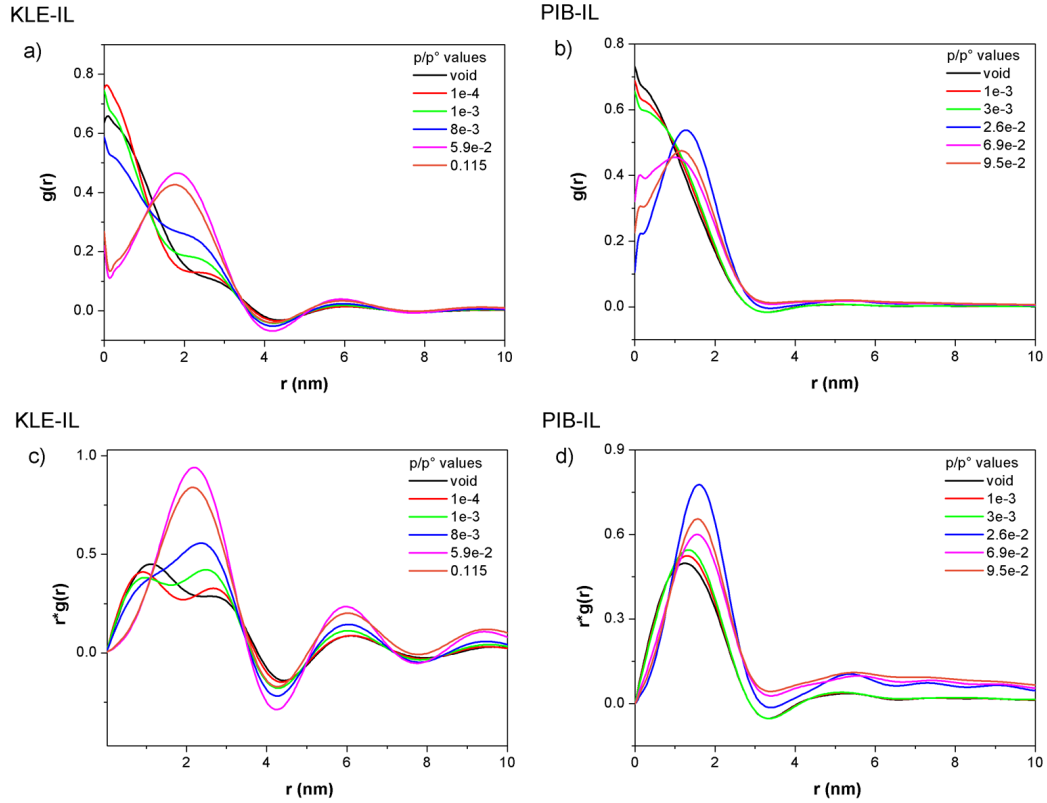 KLE-IL
a)
p/p° values
void
1e-4
1e-3
8e-3
5.9e-2
0.115
0.8
0.6
0.4
0.2
0.0
g(r)
0 2 4 6 8 10
r (nm)
PIB-IL
b)
p/p° values
void
1e-3
3e-3
2.6e-2
6.9e-2
9.5e-2
0.8
0.6
0.4
0.2
0.0
g(r)
0 2 4 6 8 10
r (nm)
KLE-IL
c)
p/p° values
void
1e-4
1e-3
8e-3
5.9e-2
0.115
1.0
0.5
0.0
r*g(r)
0 2 4 6 8 10
r (nm)
PIB-IL
d)
p/p° values
void
1e-3
3e-3
2.6e-2
6.9e-2
9.5e-2
0.9
0.6
0.3
0.0
r*g(r)
0 2 4 6 8 10
r (nm)